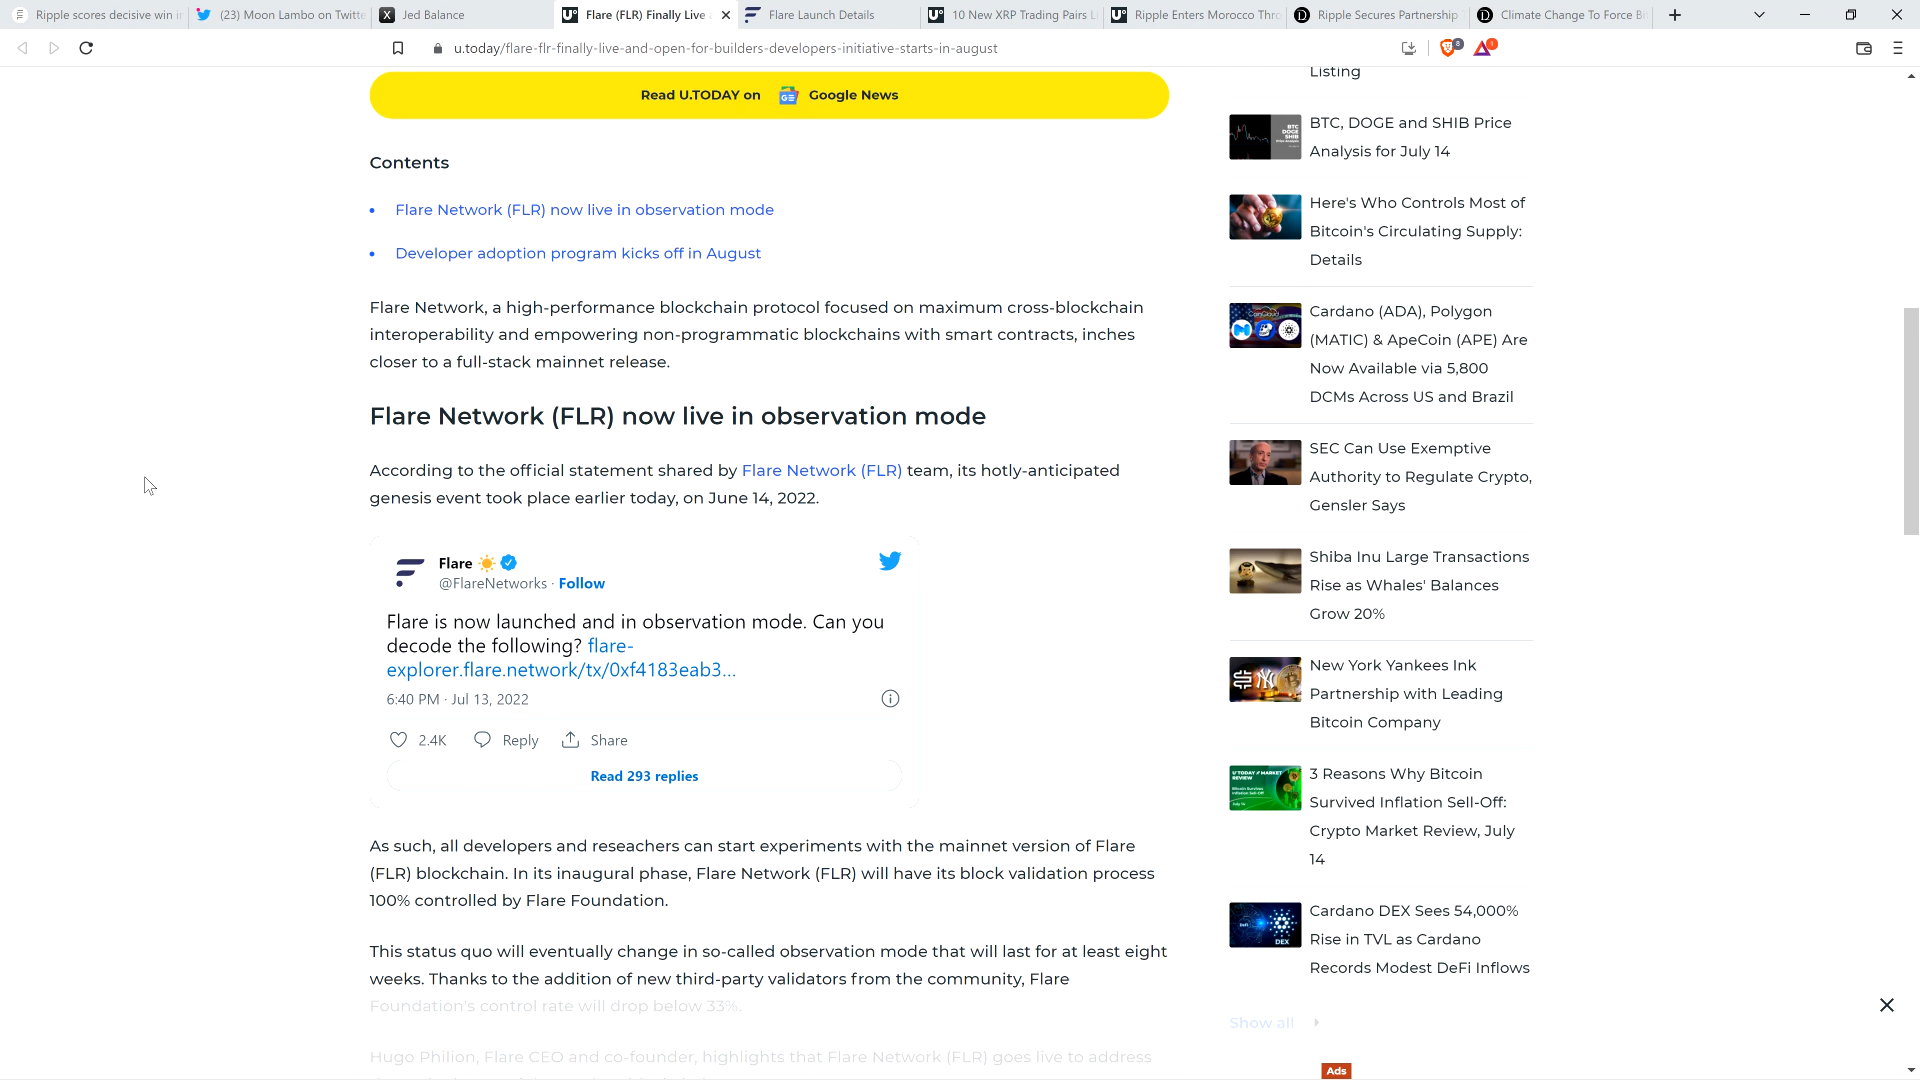 Ripple scores decisive win i
(23) Moon Lambo on Twitte
Jed Balance
Flare (FLR) Finally Live
Flare Launch Details
10 New XRP Trading Pairs L
Ripple Enters Morocco Thro
Ripple Secures Partnership
Climate Change To Force Bi
u.today/flare-flr-finally-live-and-open-for-builders-developers-initiative-starts-in-august
8
1
Read U.TODAY on Google News
Contents
Flare Network (FLR) now live in observation mode
Developer adoption program kicks off in August
Flare Network, a high-performance blockchain protocol focused on maximum cross-blockchain
interoperability and empowering non-programmatic blockchains with smart contracts, inches
closer to a full-stack mainnet release.
Flare Network (FLR) now live in observation mode
According to the official statement shared by Flare Network (FLR) team, its hotly-anticipated
genesis event took place earlier today, on June 14, 2022.
Flare
@FlareNetworks · Follow
Flare is now launched and in observation mode. Can you
decode the following? flare-
explorer.flare.network/tx/0xf4183eab3...
6:40 PM · Jul 13, 2022
2.4K Reply Share
Read 293 replies
As such, all developers and reseachers can start experiments with the mainnet version of Flare
(FLR) blockchain. In its inaugural phase, Flare Network (FLR) will have its block validation process
100% controlled by Flare Foundation.
This status quo will eventually change in so-called observation mode that will last for at least eight
weeks. Thanks to the addition of new third-party validators from the community, Flare
Foundation's control rate will drop below 33%.
Hugo Philion, Flare CEO and co-founder, highlights that Flare Network (FLR) goes live to address
Listing
BTC, DOGE and SHIB Price
Analysis for July 14
Here's Who Controls Most of
Bitcoin's Circulating Supply:
Details
Cardano (ADA), Polygon
(MATIC) & ApeCoin (APE) Are
Now Available via 5,800
DCMs Across US and Brazil
SEC Can Use Exemptive
Authority to Regulate Crypto,
Gensler Says
Shiba Inu Large Transactions
Rise as Whales' Balances
Grow 20%
New York Yankees Ink
Partnership with Leading
Bitcoin Company
3 Reasons Why Bitcoin
Survived Inflation Sell-Off:
Crypto Market Review, July
14
Cardano DEX Sees 54,000%
Rise in TVL as Cardano
Records Modest DeFi Inflows
Show all
Ads